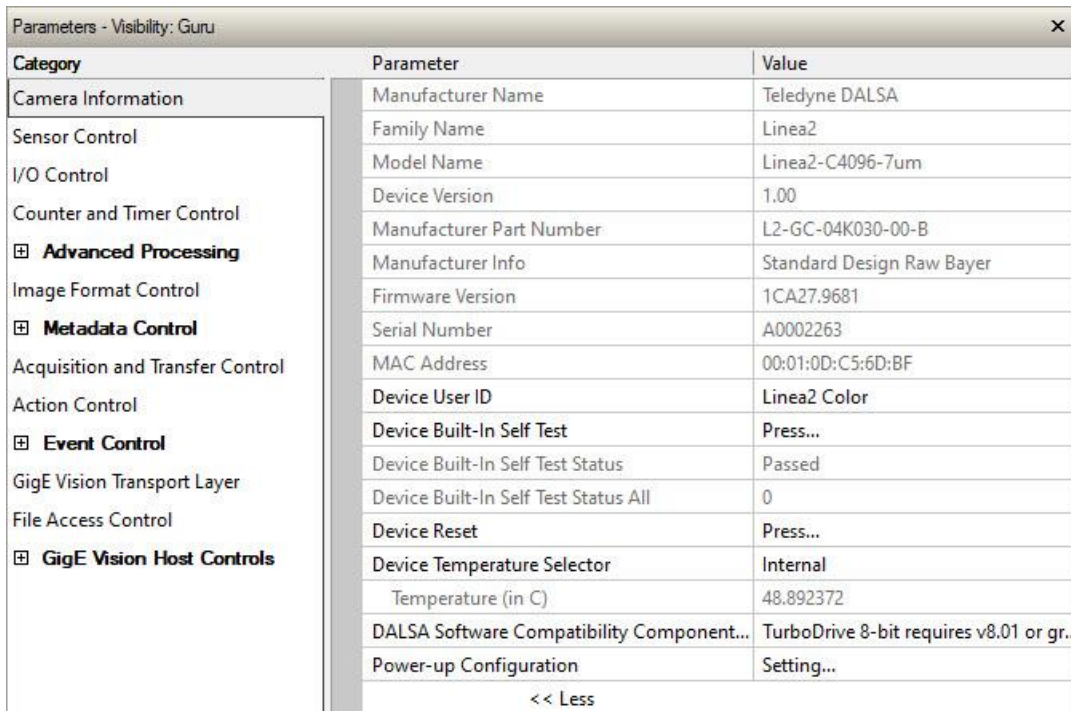 Parameters - Visibility: Guru
Category
Camera Information
Sensor Control
I/O Control
Counter and Timer Control
Advanced Processing
Image Format Control
Metadata Control
Acquisition and Transfer Control
Action Control
Event Control
GigE Vision Transport Layer
File Access Control
GigE Vision Host Controls
Parameter Value
Manufacturer Name Teledyne DALSA
Family Name Linea2
Model Name Linea2-C4096-7um
Device Version 1.00
Manufacturer Part Number L2-GC-04K030-00-B
Manufacturer Info Standard Design Raw Bayer
Firmware Version 1CA27.9681
Serial Number A0002263
MAC Address 00:01:0D:C5:6D:BF
Device User ID Linea2 Color
Device Built-In Self Test Press...
Device Built-In Self Test Status Passed
Device Built-In Self Test Status All 0
Device Reset Press...
Device Temperature Selector Internal
Temperature (in C) 48.892372
DALSA Software Compatibility Component... TurboDrive 8-bit requires v8.01 or gr..
Power-up Configuration Setting...
<< Less